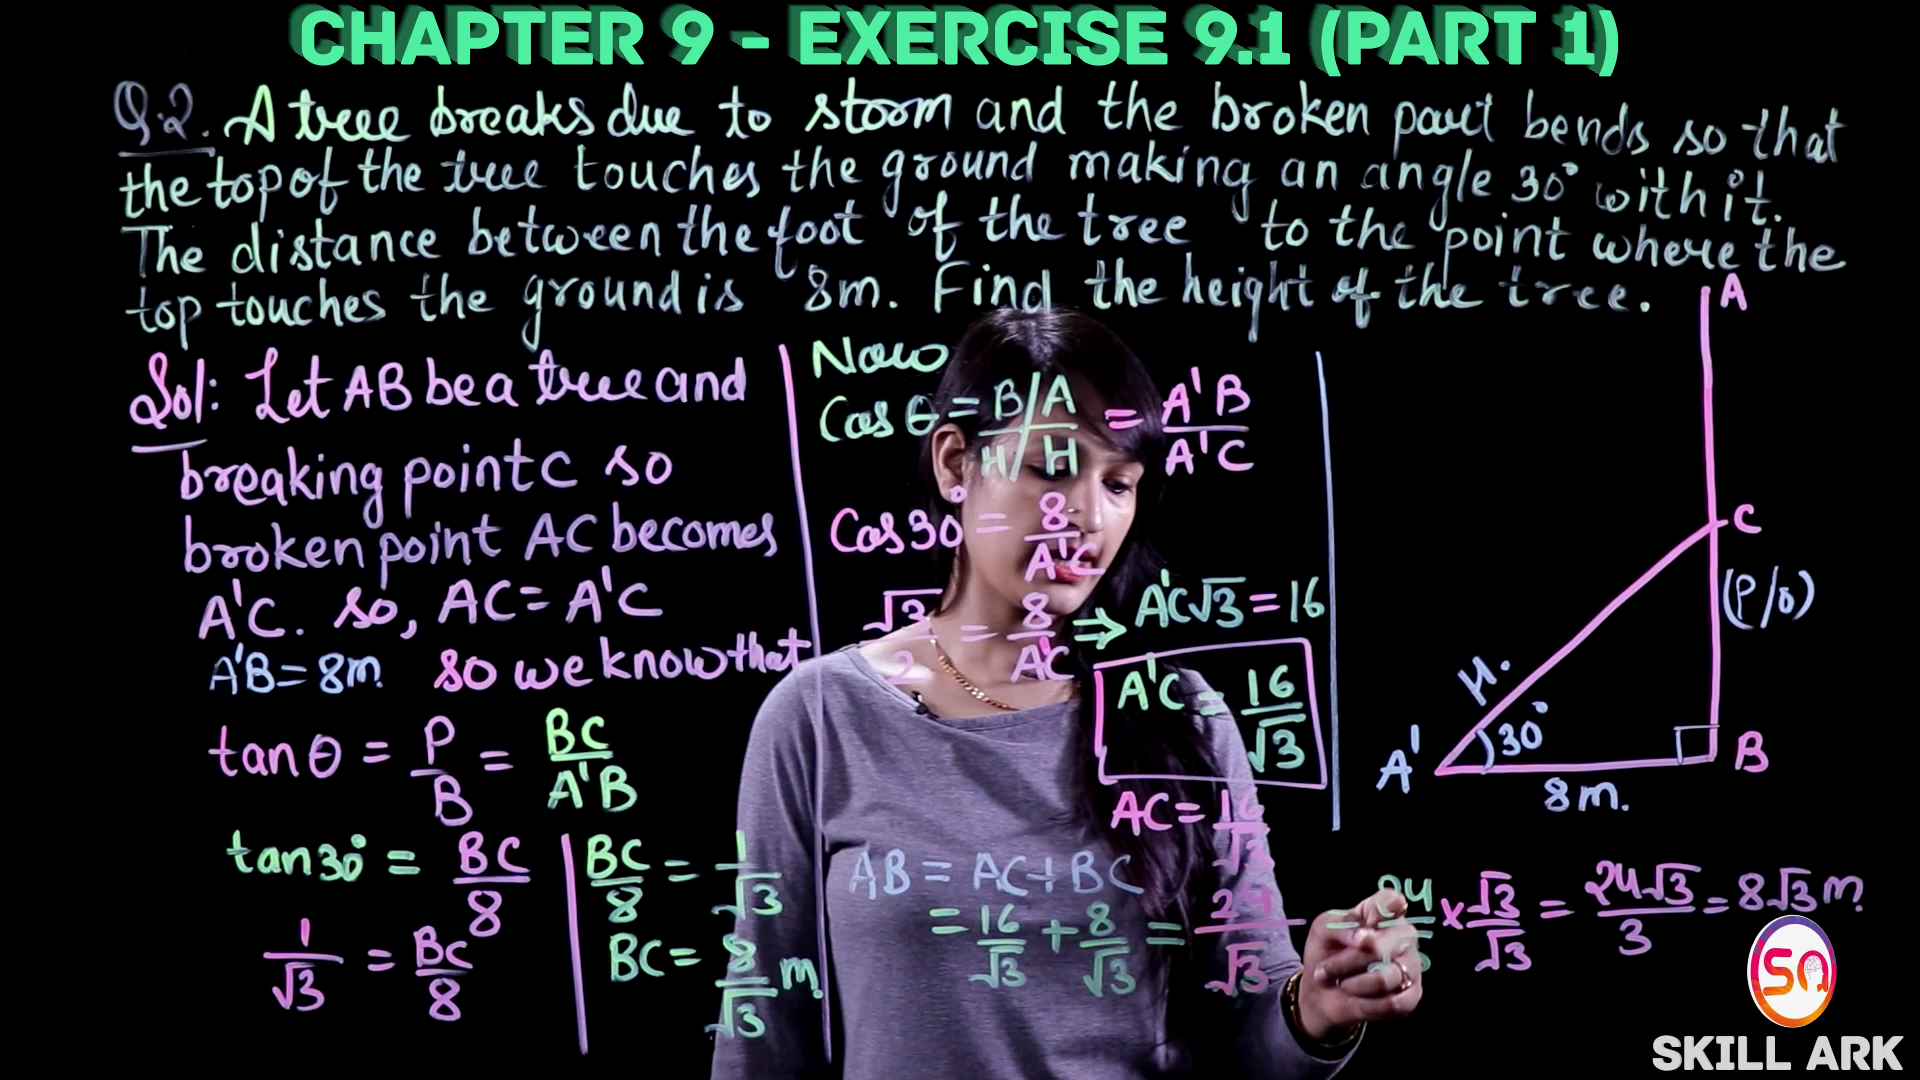 CHAPTER 9 - EXERCISE 9.1 (PART 1)
Q.2. A tree breaks due to storm and the broken part bends so that
the top of the tree touches the ground making an angle 30° with it.
The distance between the foot of the tree to the point where the
top touches the ground is 8m. Find the height of the tree.
Sol: Let AB be a tree and
breaking point C so
broken point AC becomes
A'C. so, AC = A'C
A'B = 8m. so we know that
tan θ = P/B = BC/A'B
tan 30° = BC/8
1/√3 = BC/8
BC/8 = 1/√3
BC = 8/√3 m.
Now
Cos θ = B/H / A/H = A'B/A'C
Cos 30° = 8/A'C
√3/2 = 8/A'C ⇒ A'C√3 = 16
A'C = 16/√3
AC = 16/√3
AB = AC + BC
= 16/√3 + 8/√3 = 24/√3 = 24/√3 × √3/√3 = 24√3/3 = 8√3 m.
A
C
(P/O)
H.
30°
A'
B
8m.
SA
SKILL ARK